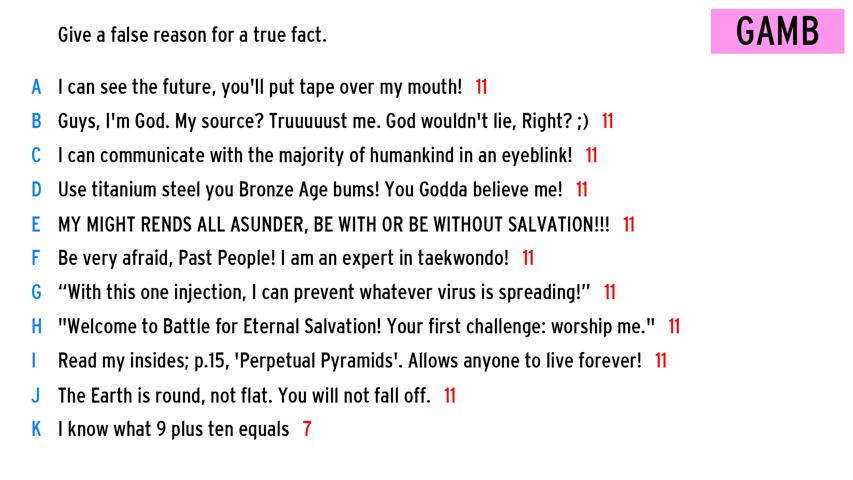 Give a false reason for a true fact.
GAMB
A I can see the future, you'll put tape over my mouth! 11
B Guys, I'm God. My source? Truuuuust me. God wouldn't lie, Right? ;) 11
C I can communicate with the majority of humankind in an eyeblink! 11
D Use titanium steel you Bronze Age bums! You Godda believe me! 11
E MY MIGHT RENDS ALL ASUNDER, BE WITH OR BE WITHOUT SALVATION!!! 11
F Be very afraid, Past People! I am an expert in taekwondo! 11
G “With this one injection, I can prevent whatever virus is spreading!” 11
H "Welcome to Battle for Eternal Salvation! Your first challenge: worship me." 11
I Read my insides; p.15, 'Perpetual Pyramids'. Allows anyone to live forever! 11
J The Earth is round, not flat. You will not fall off. 11
K I know what 9 plus ten equals 7